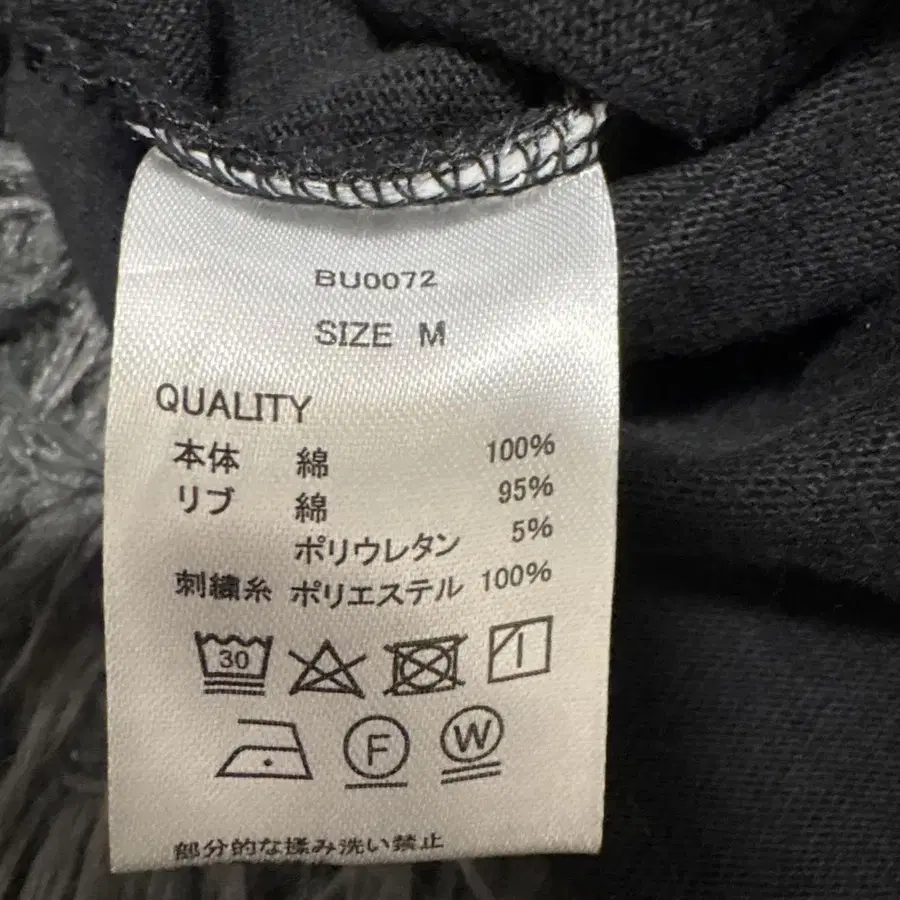 BU0072
SIZE M
QUALITY
本体 綿 100%
リブ 綿 95%
ポリウレタン 5%
刺繍糸 ポリエステル 100%
30
F W
部分的な揉み洗い禁止